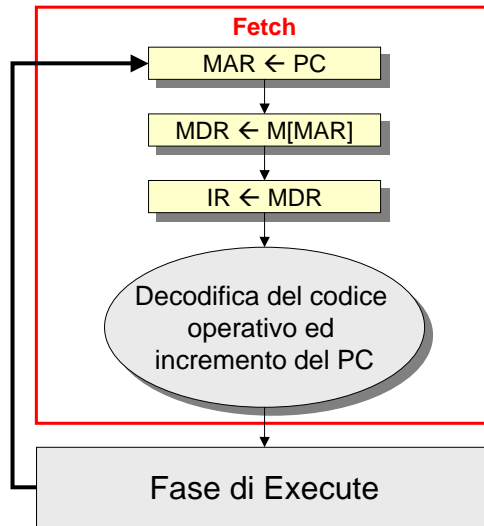 Fetch
MAR ← PC
MDR ← M[MAR]
IR ← MDR
Decodifica del codice
operativo ed
incremento del PC
Fase di Execute